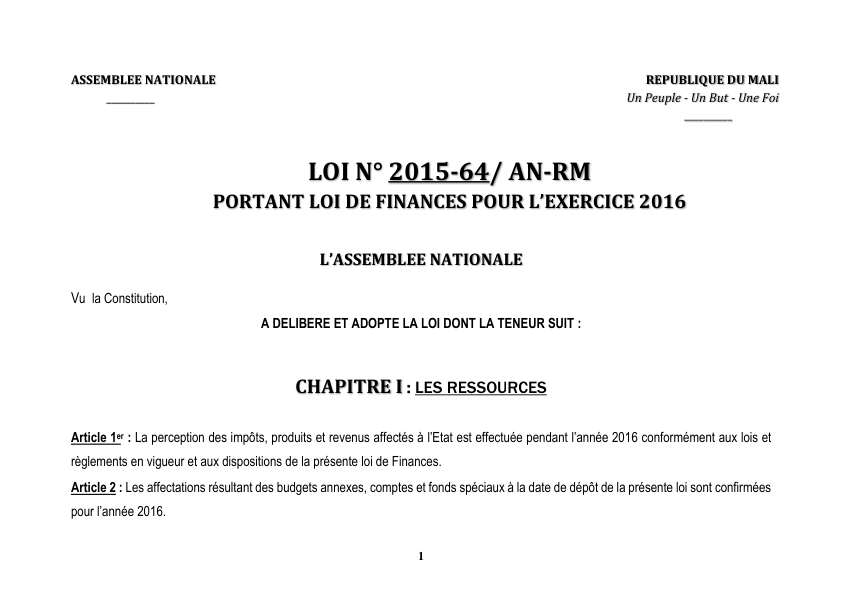 ASSEMBLEE NATIONALE
REPUBLIQUE DU MALI
Un Peuple - Un But - Une Foi
LOI N° 2015-64/ AN-RM
PORTANT LOI DE FINANCES POUR L’EXERCICE 2016
L’ASSEMBLEE NATIONALE
Vu la Constitution,
A DELIBERE ET ADOPTE LA LOI DONT LA TENEUR SUIT :
CHAPITRE I : LES RESSOURCES
Article 1er : La perception des impôts, produits et revenus affectés à l’Etat est effectuée pendant l’année 2016 conformément aux lois et
règlements en vigueur et aux dispositions de la présente loi de Finances.
Article 2 : Les affectations résultant des budgets annexes, comptes et fonds spéciaux à la date de dépôt de la présente loi sont confirmées
pour l’année 2016.
1